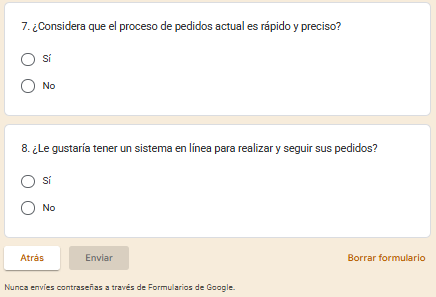 7. ¿Considera que el proceso de pedidos actual es rápido y preciso?
Sí
No
8. ¿Le gustaría tener un sistema en línea para realizar y seguir sus pedidos?
Sí
No
Atrás Enviar Borrar formulario
Nunca envíes contraseñas a través de Formularios de Google.